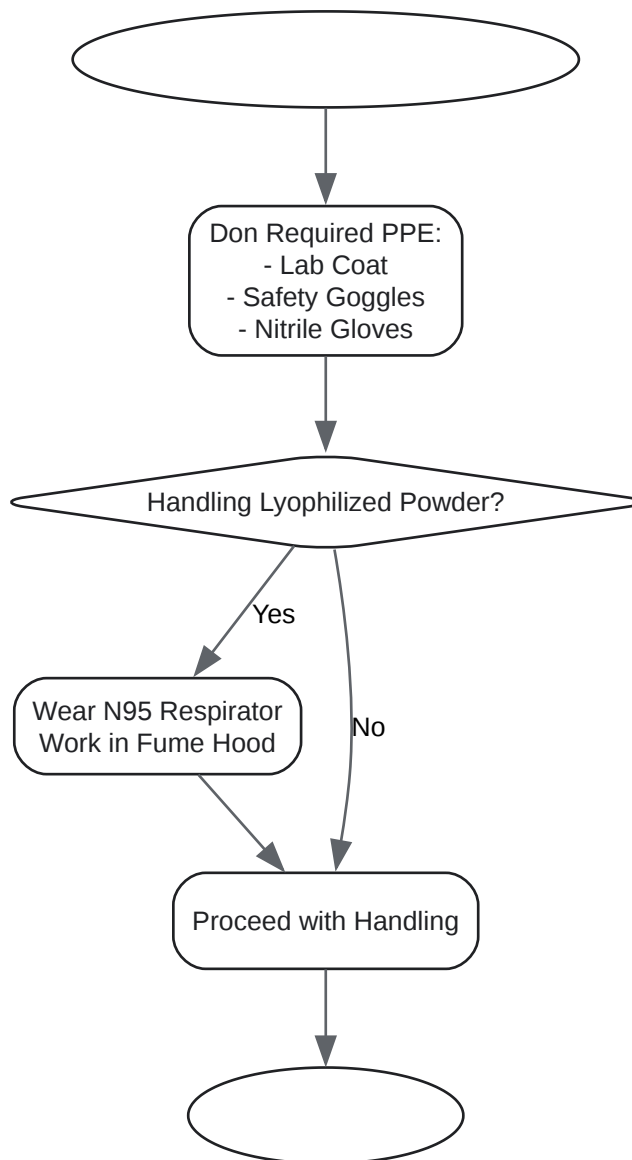 Don Required PPE:
- Lab Coat
- Safety Goggles
- Nitrile Gloves
Handling Lyophilized Powder?
Yes
Wear N95 Respirator
Work in Fume Hood
No
Proceed with Handling